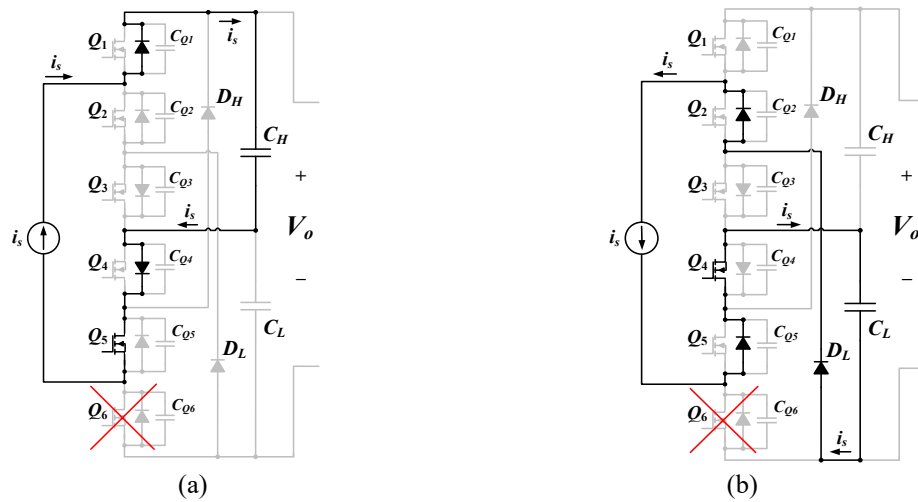 Q1 CQ1 is
is
Q2 CQ2 DH
CH
Q3 CQ3
+
is
is Vo
Q4 CQ4
−
CL
Q5 CQ5
DL
Q6 CQ6
(a)
Q1 CQ1
is
Q2 CQ2 DH
CH
Q3 CQ3
+
is
is Vo
Q4 CQ4
−
CL
Q5 CQ5
DL
Q6 CQ6
is
(b)